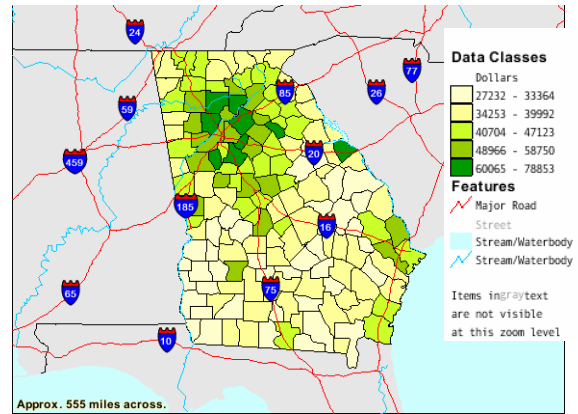 24
77
85
26
59
Data Classes
Dollars
27232 - 33364
34253 - 39992
40704 - 47123
48966 - 58750
60065 - 78853
20
459
Features
Major Road
Street
Stream/Waterbody
Stream/Waterbody
185
16
65
75
Items in gray text
are not visible
at this zoom level
10
Approx. 555 miles across.